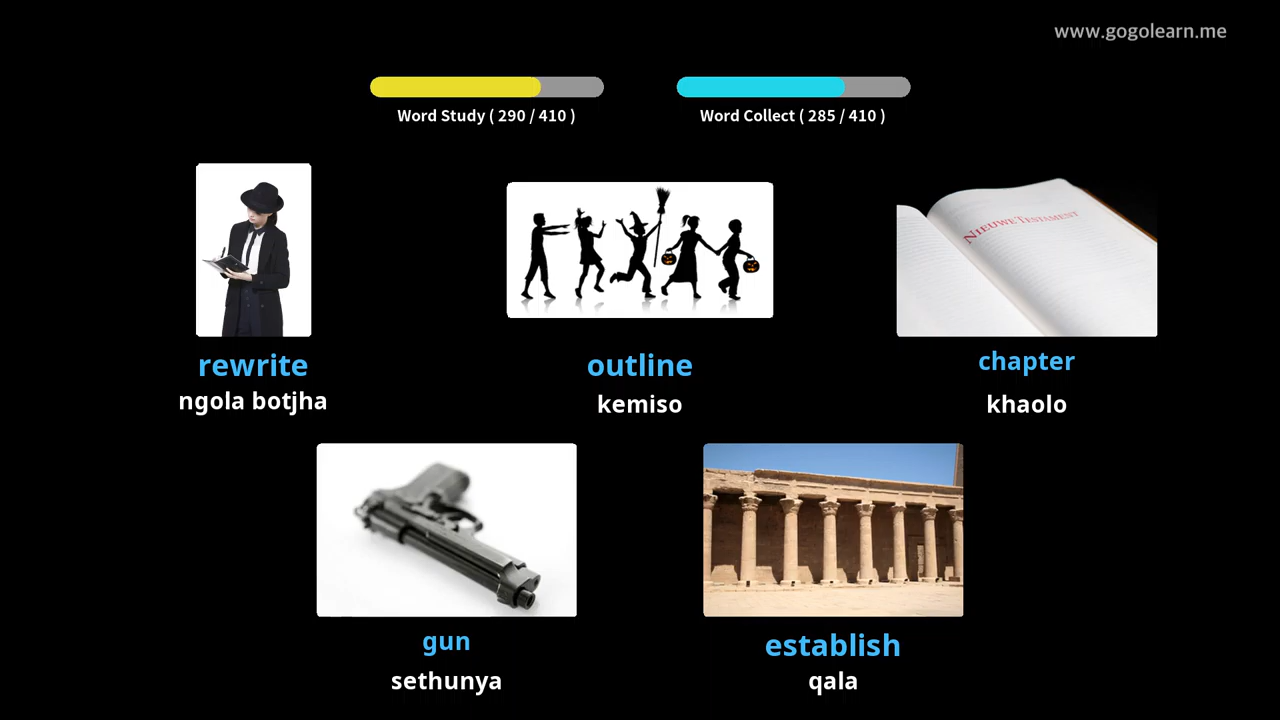 www.gogolearn.me
Word Study ( 290 / 410 )
Word Collect ( 285 / 410 )
NIEUWE TESTAMENT
rewrite
ngola botjha
outline
kemiso
chapter
khaolo
gun
sethunya
establish
qala